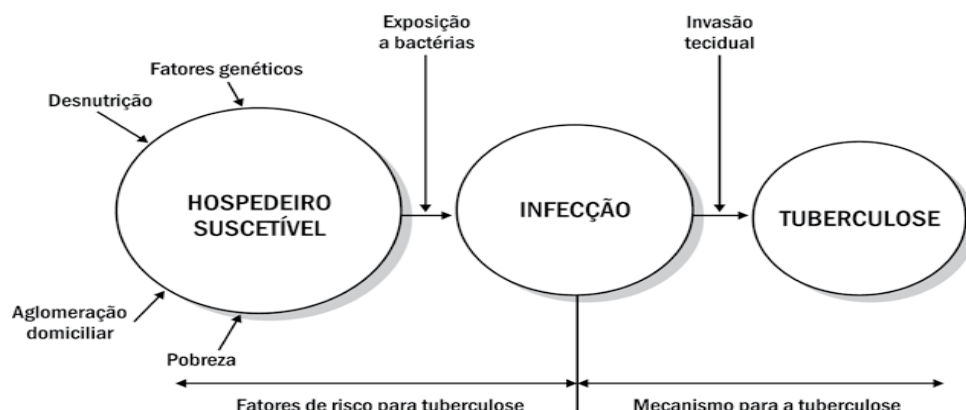 Exposição
a bactérias
Invasão
tecidual
Fatores genéticos
Desnutrição
HOSPEDEIRO
SUSCETÍVEL
INFECÇÃO
TUBERCULOSE
Aglomeração
domiciliar
Pobreza
Fatores de risco para tuberculose
Mecanismo para a tuberculose